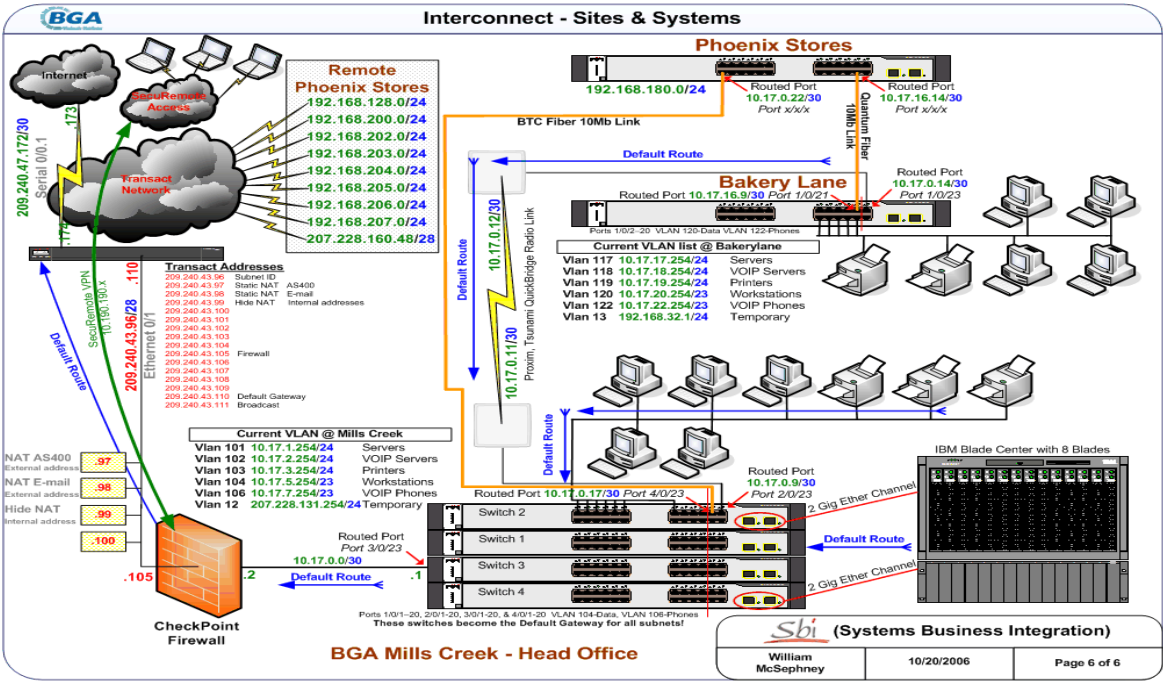 BGA
Interconnect - Sites & Systems
Internet
SecuRemote
Access
.173
209.240.47.172/30
Serial 0/0.1
Transact
Network
.174
Remote
Phoenix Stores
192.168.128.0/24
192.168.200.0/24
192.168.202.0/24
192.168.203.0/24
192.168.204.0/24
192.168.205.0/24
192.168.206.0/24
192.168.207.0/24
207.228.160.48/28
Phoenix Stores
192.168.180.0/24
Routed Port
10.17.0.22/30
Port x/x/x
Routed Port
10.17.16.14/30
Port x/x/x
BTC Fiber 10Mb Link
Quantum Fiber
10Mb Link
Default Route
Bakery Lane
Routed Port 10.17.16.9/30 Port 1/0/21
Routed Port
10.17.0.14/30
Port 1/0/23
Ports 1/0/2--20 VLAN 120-Data VLAN 122-Phones
Current VLAN list @ Bakerylane
Vlan 117 10.17.17.254/24 Servers
Vlan 118 10.17.18.254/24 VOIP Servers
Vlan 119 10.17.19.254/24 Printers
Vlan 120 10.17.20.254/23 Workstations
Vlan 122 10.17.22.254/23 VOIP Phones
Vlan 13 192.168.32.1/24 Temporary
Default Route
10.17.0.12/30
10.17.0.11/30
Proxim, Tsunami QuickBridge Radio Link
.110
209.240.43.96/28
Ethernet 0/1
SecuRemote VPN
10.190.190.x
Default Route
Transact Addresses
209.240.43.96 Subnet ID
209.240.43.97 Static NAT AS400
209.240.43.98 Static NAT E-mail
209.240.43.99 Hide NAT Internal addresses
209.240.43.100
209.240.43.101
209.240.43.102
209.240.43.103
209.240.43.104
209.240.43.105 Firewall
209.240.43.106
209.240.43.107
209.240.43.108
209.240.43.109
209.240.43.110 Default Gateway
209.240.43.111 Broadcast
Current VLAN @ Mills Creek
Vlan 101 10.17.1.254/24 Servers
Vlan 102 10.17.2.254/24 VOIP Servers
Vlan 103 10.17.3.254/24 Printers
Vlan 104 10.17.5.254/23 Workstations
Vlan 106 10.17.7.254/23 VOIP Phones
Vlan 12 207.228.131.254/24 Temporary
NAT AS400
External address
.97
NAT E-mail
External address
.98
Hide NAT
Internal address
.99
.100
.105
.2
CheckPoint
Firewall
10.17.0.0/30
Default Route
Routed Port
Port 3/0/23
.1
Default Route
Routed Port 10.17.0.17/30 Port 4/0/23
Routed Port
10.17.0.9/30
Port 2/0/23
Switch 2
Switch 1
Switch 3
Switch 4
Ports 1/0/1--20, 2/0/1-20, 3/0/1-20, & 4/0/1-20 VLAN 104-Data, VLAN 106-Phones
These switches become the Default Gateway for all subnets!
IBM Blade Center with 8 Blades
2 Gig Ether Channel
Default Route
2 Gig Ether Channel
BGA Mills Creek - Head Office
Sbi (Systems Business Integration)
William
McSephney
10/20/2006
Page 6 of 6